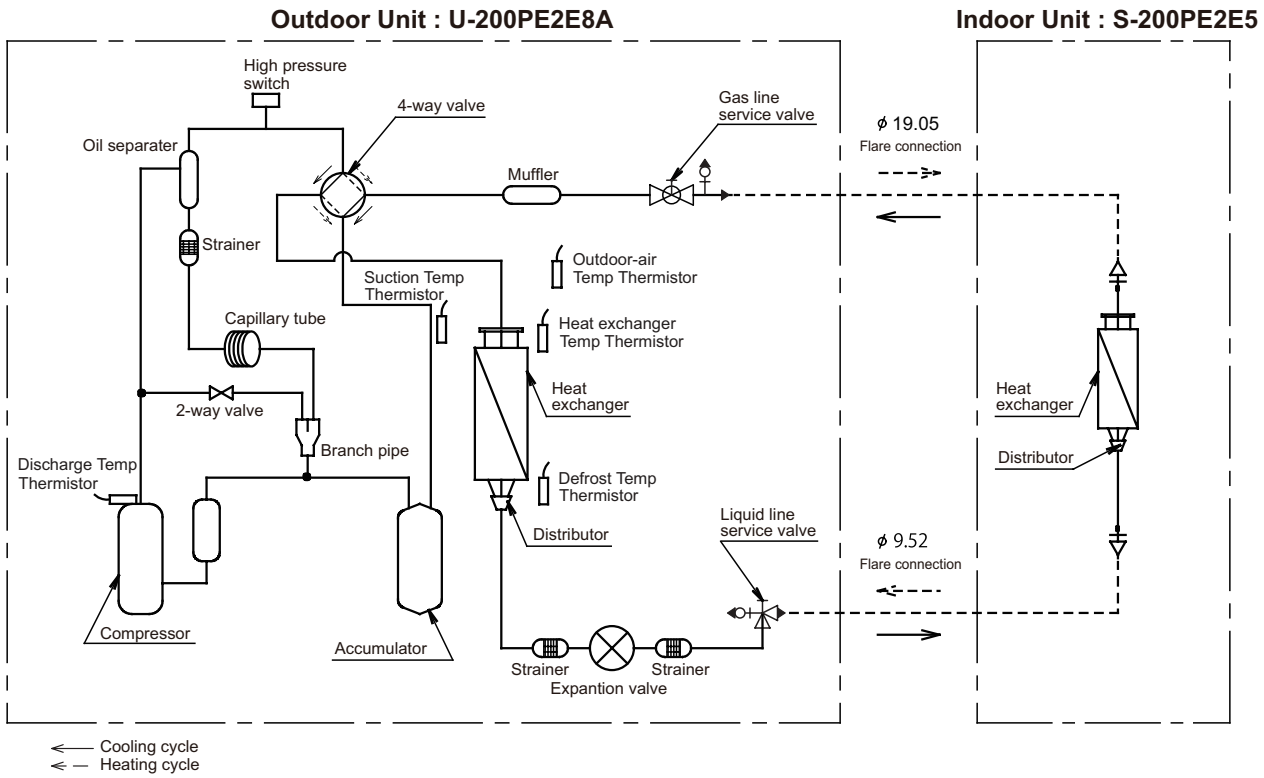 Outdoor Unit : U-200PE2E8A
Indoor Unit : S-200PE2E5
High pressure
switch
4-way valve
Gas line
service valve
ϕ 19.05
Flare connection
Oil separater
Muffler
Strainer
Outdoor-air
Temp Thermistor
Suction Temp
Thermistor
Capillary tube
Heat exchanger
Temp Thermistor
Heat
exchanger
Heat
exchanger
2-way valve
Branch pipe
Distributor
Discharge Temp
Thermistor
Defrost Temp
Thermistor
Liquid line
service valve
Distributor
ϕ 9.52
Flare connection
Compressor
Accumulator
Strainer
Strainer
Expantion valve
Cooling cycle
Heating cycle